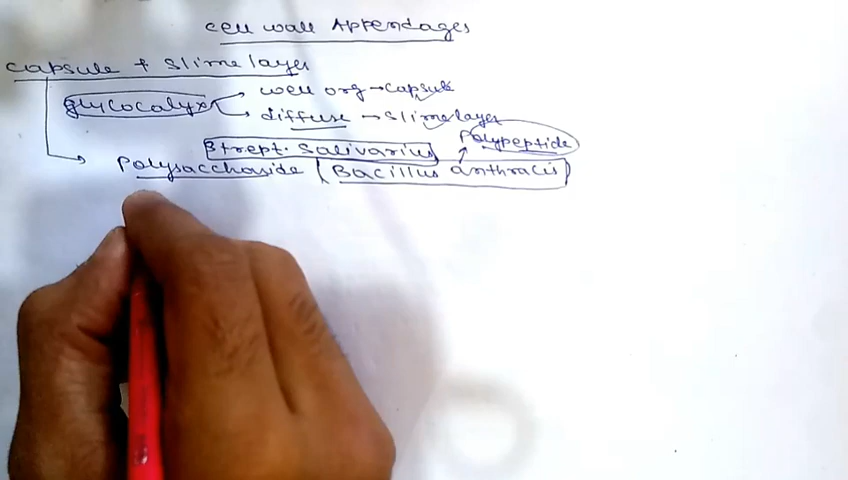 Cell wall Appendages
Capsule + Slime layer
glycocalyx
well org → Capsule
diffuse → Slime layer
Polypeptide
Strept. Salivarius
Polysaccharide (Bacillus anthracis)